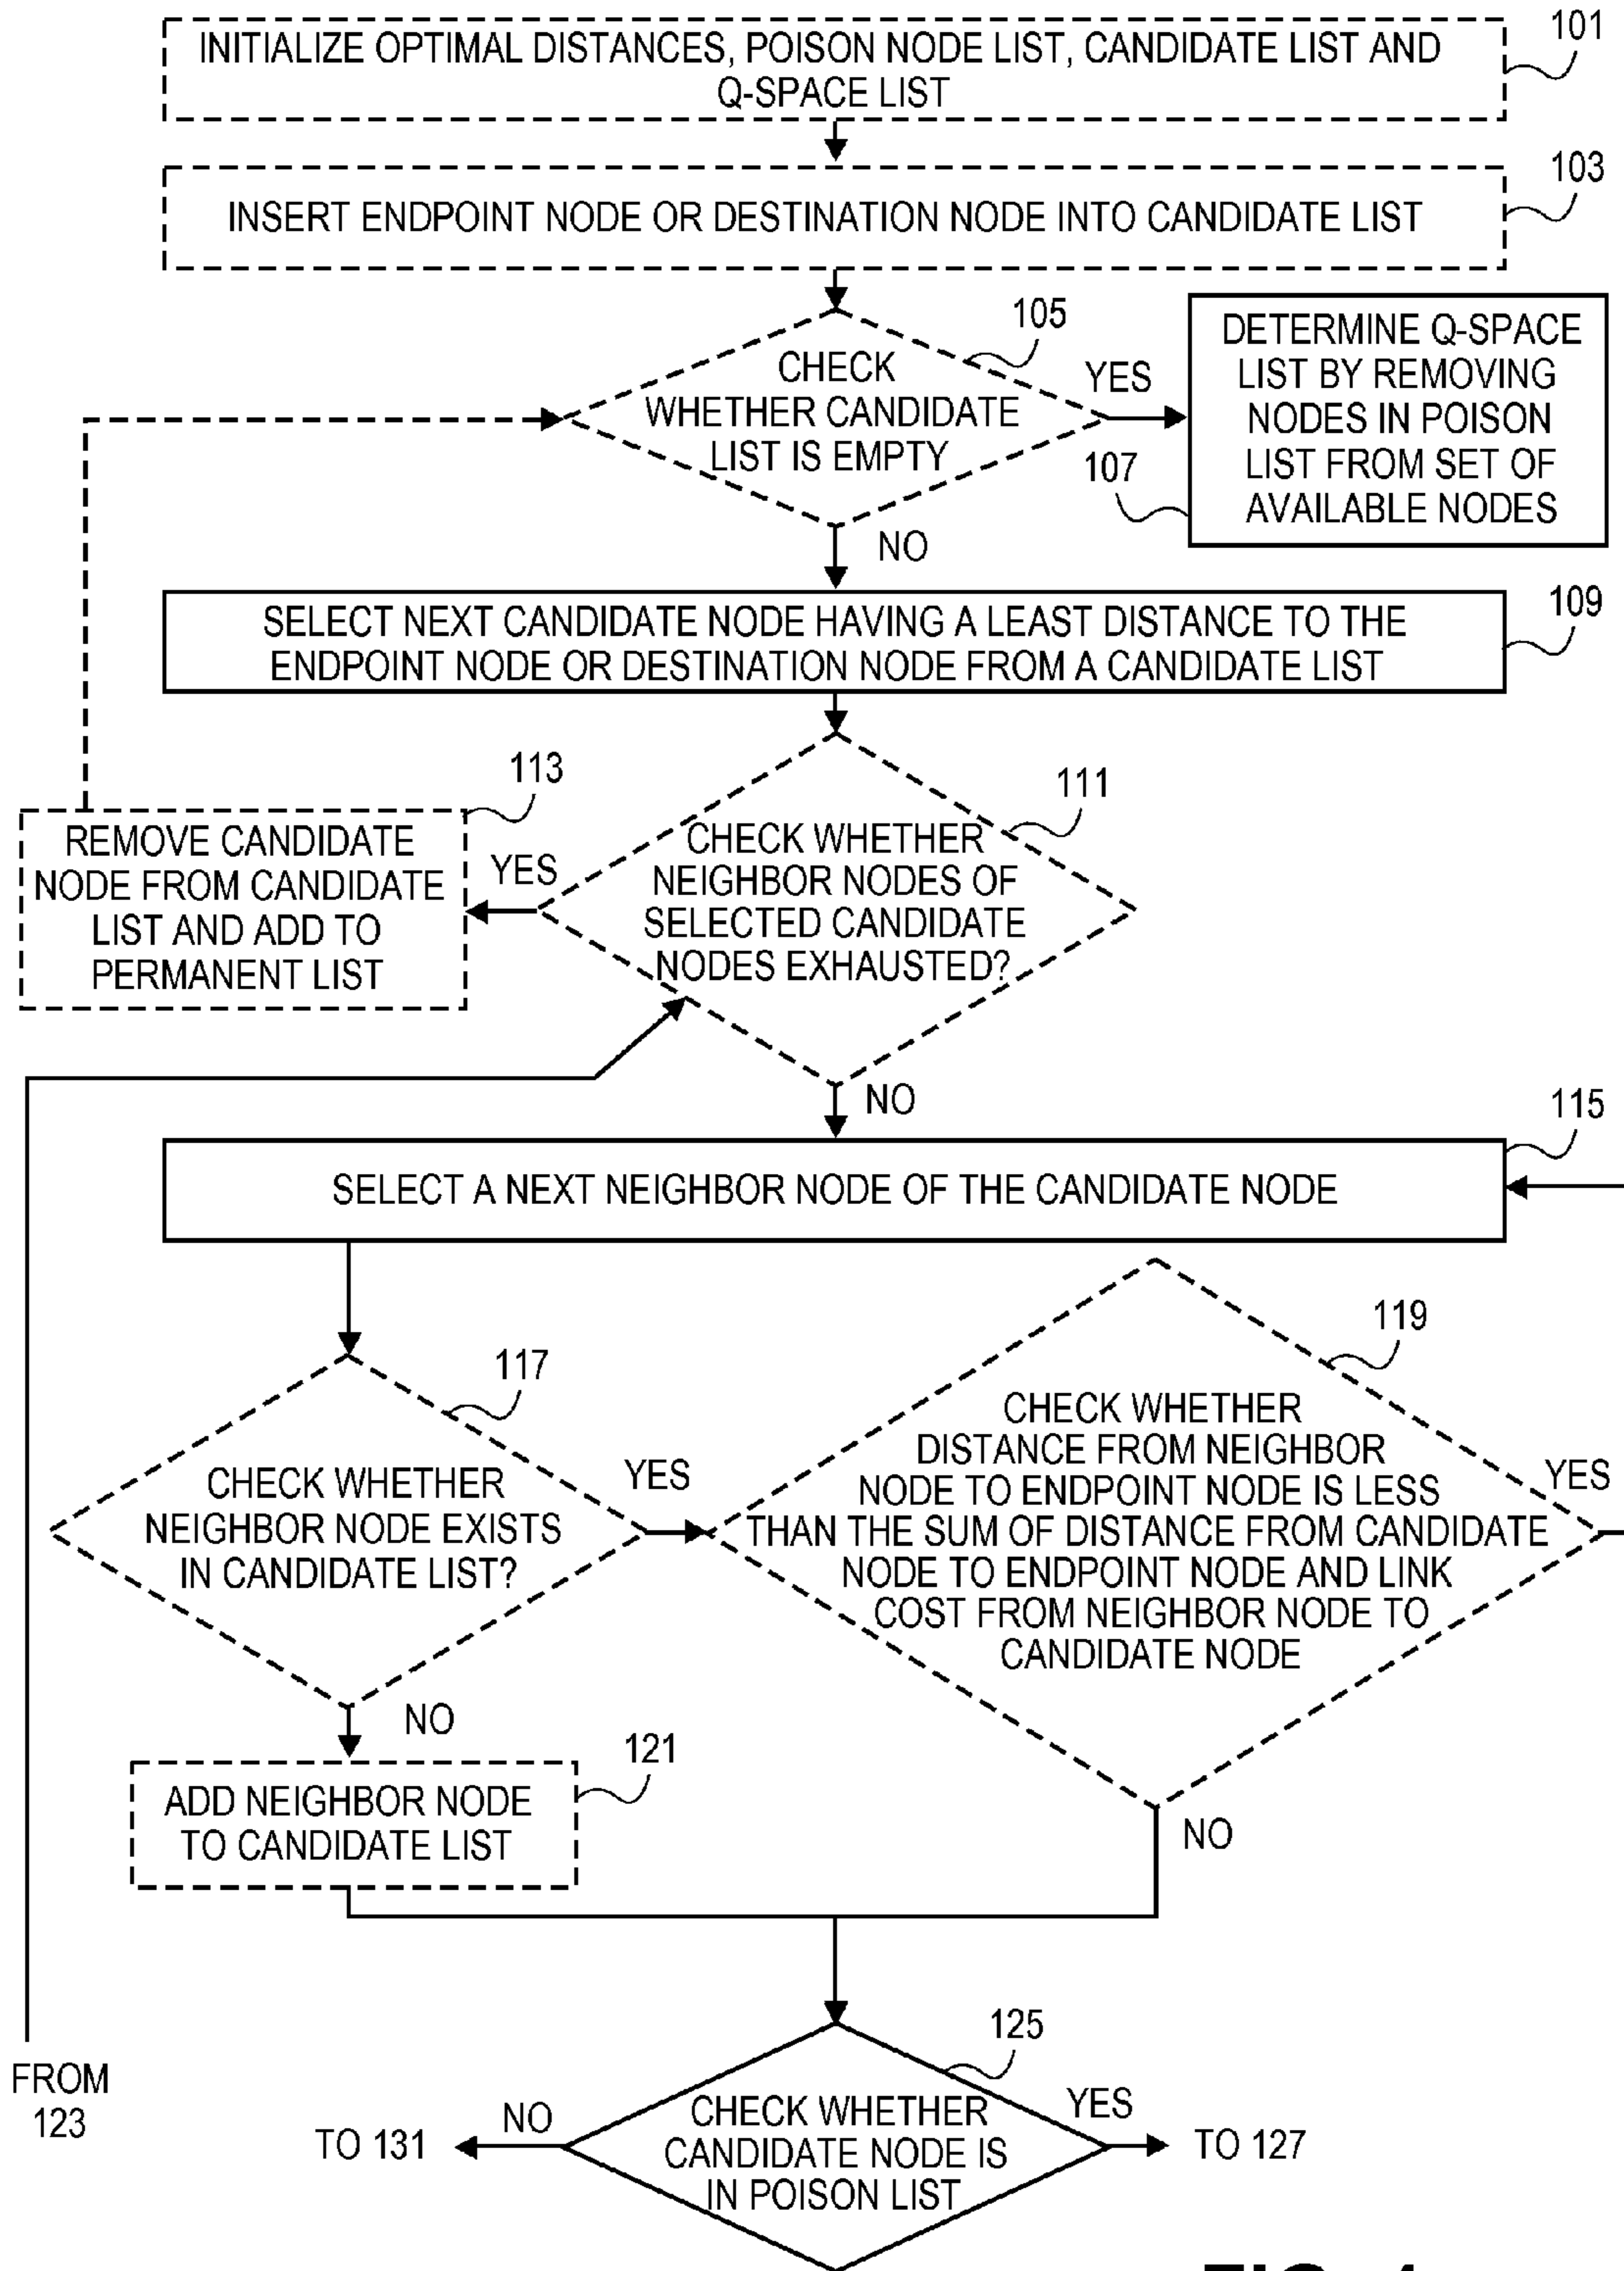 101
INITIALIZE OPTIMAL DISTANCES, POISON NODE LIST, CANDIDATE LIST AND
Q-SPACE LIST
103
INSERT ENDPOINT NODE OR DESTINATION NODE INTO CANDIDATE LIST
105
CHECK
WHETHER CANDIDATE
LIST IS EMPTY
YES
107
DETERMINE Q-SPACE
LIST BY REMOVING
NODES IN POISON
LIST FROM SET OF
AVAILABLE NODES
NO
109
SELECT NEXT CANDIDATE NODE HAVING A LEAST DISTANCE TO THE
ENDPOINT NODE OR DESTINATION NODE FROM A CANDIDATE LIST
113
REMOVE CANDIDATE
NODE FROM CANDIDATE
LIST AND ADD TO
PERMANENT LIST
YES
111
CHECK WHETHER
NEIGHBOR NODES OF
SELECTED CANDIDATE
NODES EXHAUSTED?
NO
115
SELECT A NEXT NEIGHBOR NODE OF THE CANDIDATE NODE
117
CHECK WHETHER
NEIGHBOR NODE EXISTS
IN CANDIDATE LIST?
YES
119
CHECK WHETHER
DISTANCE FROM NEIGHBOR
NODE TO ENDPOINT NODE IS LESS
THAN THE SUM OF DISTANCE FROM CANDIDATE
NODE TO ENDPOINT NODE AND LINK
COST FROM NEIGHBOR NODE TO
CANDIDATE NODE
YES
NO
121
ADD NEIGHBOR NODE
TO CANDIDATE LIST
NO
FROM
123
125
CHECK WHETHER
CANDIDATE NODE IS
IN POISON LIST
NO
TO 131
YES
TO 127